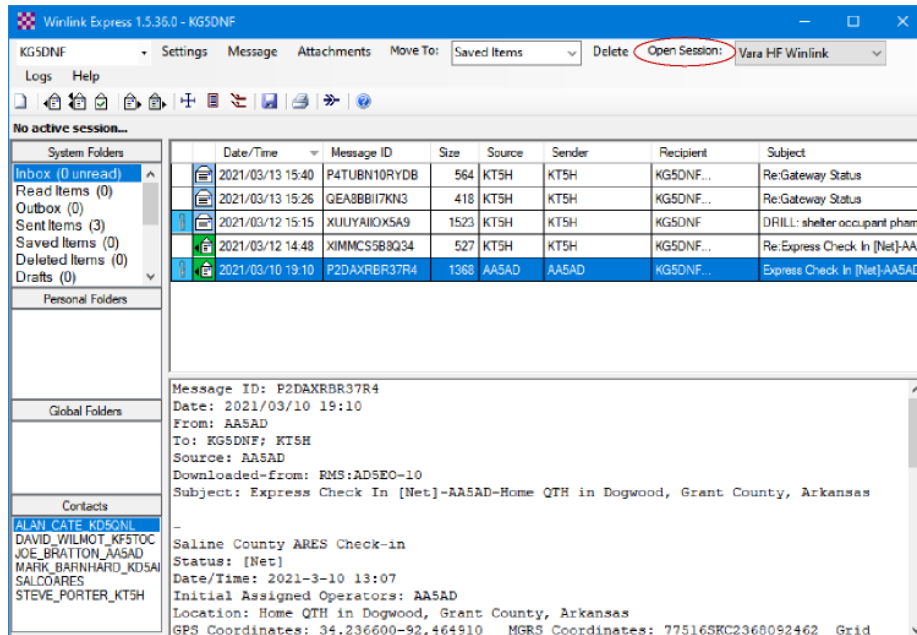 Winlink Express 1.5.36.0 - KG5DNF
KG5DNF Settings Message Attachments Move To: Saved Items Delete Open Session: Vara HF Winlink
Logs Help
No active session...
System Folders
Inbox (0 unread)
Read Items (0)
Outbox (0)
Sent Items (3)
Saved Items (0)
Deleted Items (0)
Drafts (0)
Personal Folders
Global Folders
Contacts
ALAN_CATE_KD5QNL
DAVID_WILMOT_KF5TOC
JOE_BRATTON_AA5AD
MARK_BARNHARD_KD5AI
SALCOARES
STEVE_PORTER_KT5H
Date/Time Message ID Size Source Sender Recipient Subject
2021/03/13 15:40 P4TUBN10RYDB 564 KT5H KT5H KG5DNF... Re:Gateway Status
2021/03/13 15:26 QEA8BBII7KN3 418 KT5H KT5H KG5DNF... Re:Gateway Status
2021/03/12 15:15 XUUYAIIOX5A9 1523 KT5H KT5H KG5DNF DRILL: shelter occupant pharm
2021/03/12 14:48 XIMMCS5B8Q34 527 KT5H KT5H KG5DNF... Re:Express Check In [Net]-AA
2021/03/10 19:10 P2DAXRBR37R4 1368 AA5AD AA5AD KG5DNF... Express Check In [Net]-AA5AD
Message ID: P2DAXRBR37R4
Date: 2021/03/10 19:10
From: AA5AD
To: KG5DNF; KT5H
Source: AA5AD
Downloaded-from: RMS:AD5EO-10
Subject: Express Check In [Net]-AA5AD-Home QTH in Dogwood, Grant County, Arkansas
-
Saline County ARES Check-in
Status: [Net]
Date/Time: 2021-3-10 13:07
Initial Assigned Operators: AA5AD
Location: Home QTH in Dogwood, Grant County, Arkansas
GPS Coordinates: 34.236600-92.464910 MGRS Coordinates: 77516SKC2368092462 Grid